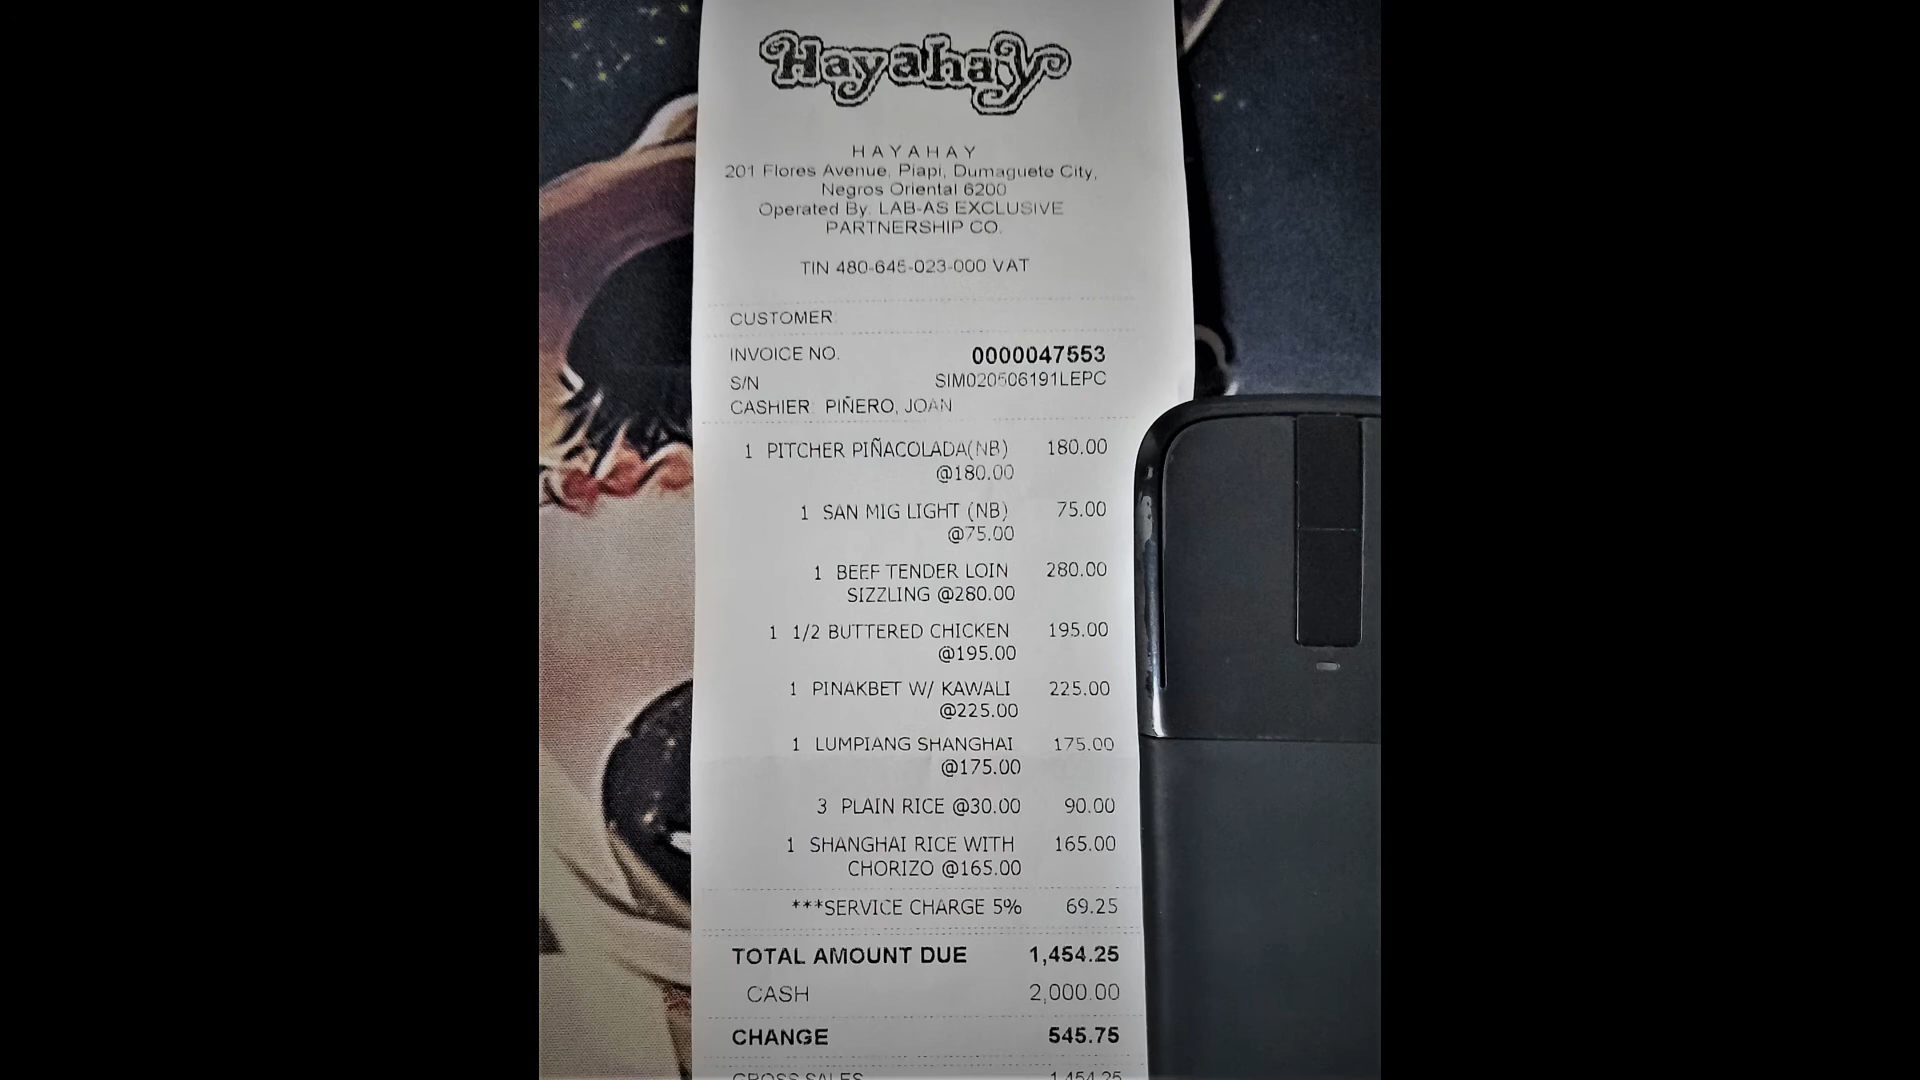 Hayahay
HAYAHAY
201 Flores Avenue, Piapi, Dumaguete City,
Negros Oriental 6200
Operated By: LAB-AS EXCLUSIVE
PARTNERSHIP CO.
TIN 480-645-023-000 VAT
CUSTOMER:
INVOICE NO. 0000047553
S/N SIM020506191LEPC
CASHIER: PIÑERO, JOAN
1 PITCHER PIÑACOLADA(NB) 180.00
@180.00
1 SAN MIG LIGHT (NB) 75.00
@75.00
1 BEEF TENDER LOIN 280.00
SIZZLING @280.00
1 1/2 BUTTERED CHICKEN 195.00
@195.00
1 PINAKBET W/ KAWALI 225.00
@225.00
1 LUMPIANG SHANGHAI 175.00
@175.00
3 PLAIN RICE @30.00 90.00
1 SHANGHAI RICE WITH 165.00
CHORIZO @165.00
***SERVICE CHARGE 5% 69.25
TOTAL AMOUNT DUE 1,454.25
CASH 2,000.00
CHANGE 545.75
GROSS SALES 1,454.25